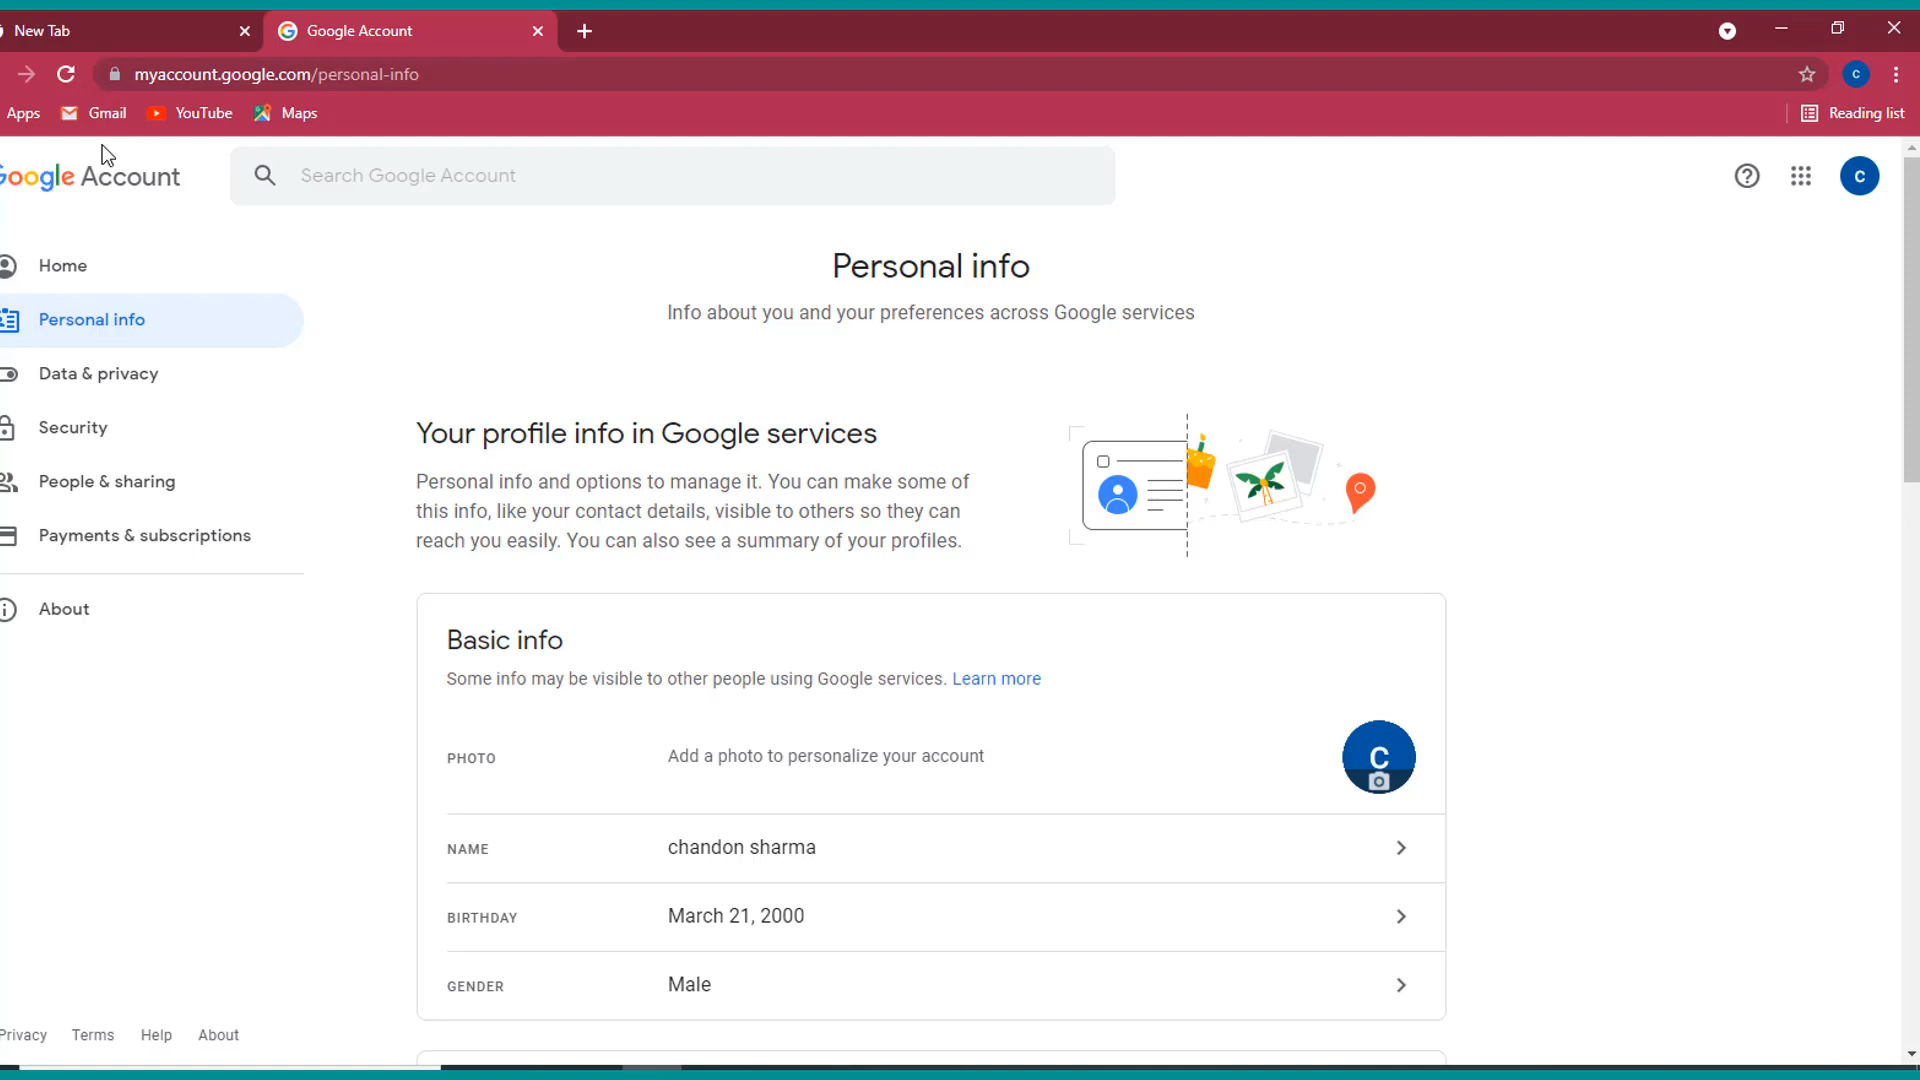 New Tab
Google Account
myaccount.google.com/personal-info
C
Apps
Gmail
YouTube
Maps
Reading list
Google Account
Search Google Account
C
Home
Personal info
Data & privacy
Security
People & sharing
Payments & subscriptions
About
Personal info
Info about you and your preferences across Google services
Your profile info in Google services
Personal info and options to manage it. You can make some of
this info, like your contact details, visible to others so they can
reach you easily. You can also see a summary of your profiles.
Basic info
Some info may be visible to other people using Google services. Learn more
PHOTO
Add a photo to personalize your account
C
NAME
chandon sharma
BIRTHDAY
March 21, 2000
GENDER
Male
Privacy
Terms
Help
About